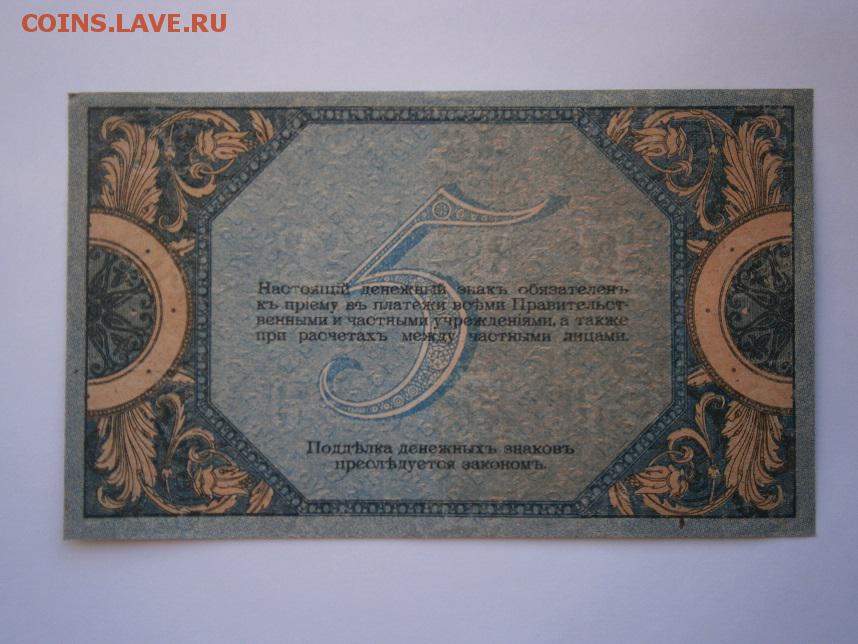 COINS.LAVE.RU
5
Настоящій денежный знакъ обязателенъ
къ пріему въ платежи всѣми Правительст-
венными и частными учрежденіями, а также
при расчетахъ между частными лицами.
Поддѣлка денежныхъ знаковъ
преслѣдуется закономъ.